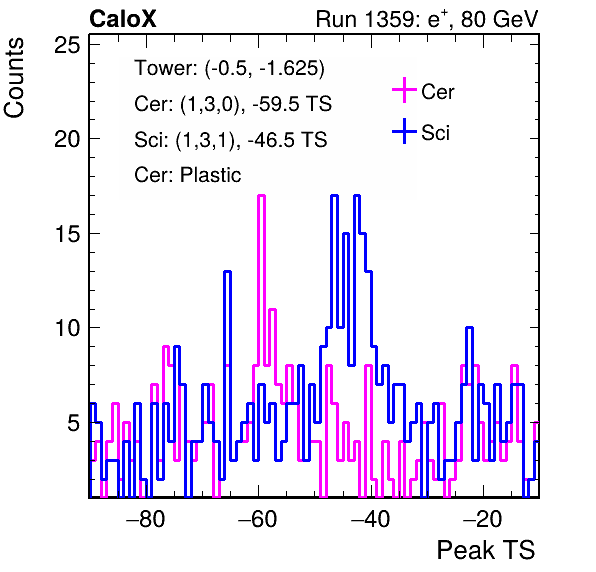 CaloX Run 1359: e⁺, 80 GeV
Counts
25
20
15
10
5
Tower: (-0.5, -1.625)
Cer: (1,3,0), -59.5 TS
Sci: (1,3,1), -46.5 TS
Cer: Plastic
Cer
Sci
−80 −60 −40 −20
Peak TS